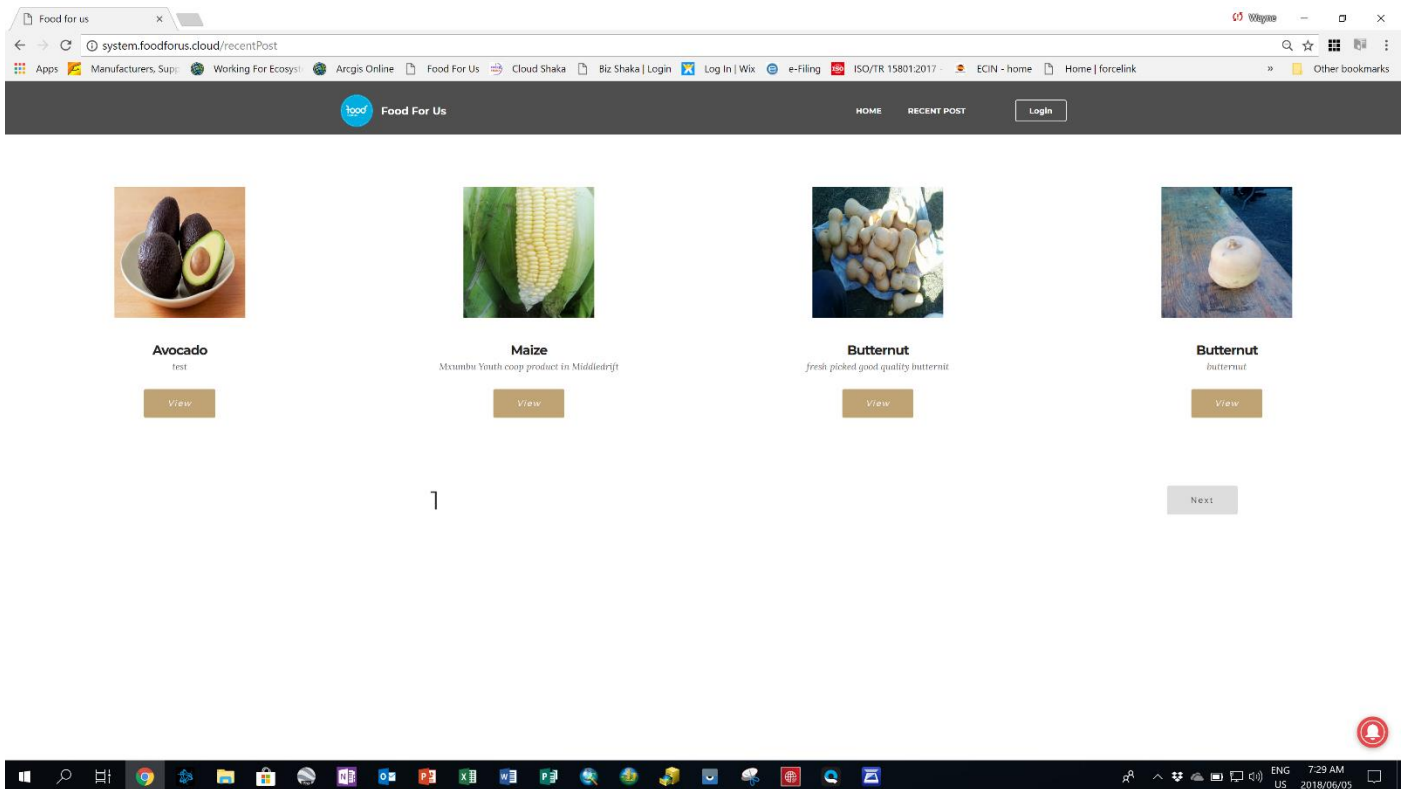 Food for us
Wayne
system.foodforus.cloud/recentPost
Apps Manufacturers, Supp Working For Ecosyst Arcgis Online Food For Us Cloud Shaka Biz Shaka | Login Log In | Wix e-Filing ISO/TR 15801:2017 - ECIN - home Home | forcelink » Other bookmarks
food Food For Us HOME RECENT POST Login
Avocado Maize Butternut Butternut
test Mxumbu Youth coop product in Middledrift fresh picked good quality butternit butternut
View View View View
1 Next
ENG 7:29 AM
US 2018/06/05